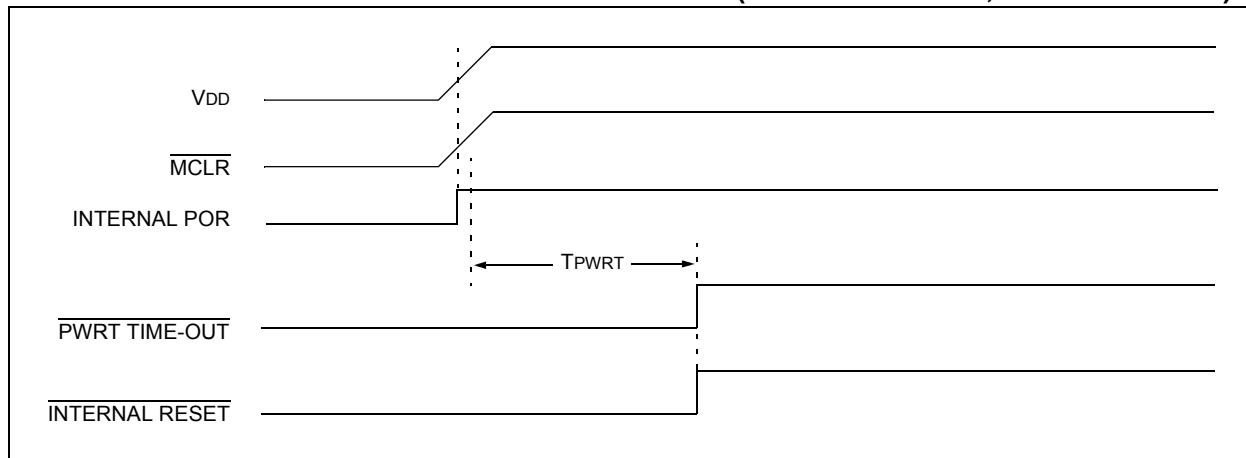 VDD
MCLR
INTERNAL POR
TPWRT
PWRT TIME-OUT
INTERNAL RESET